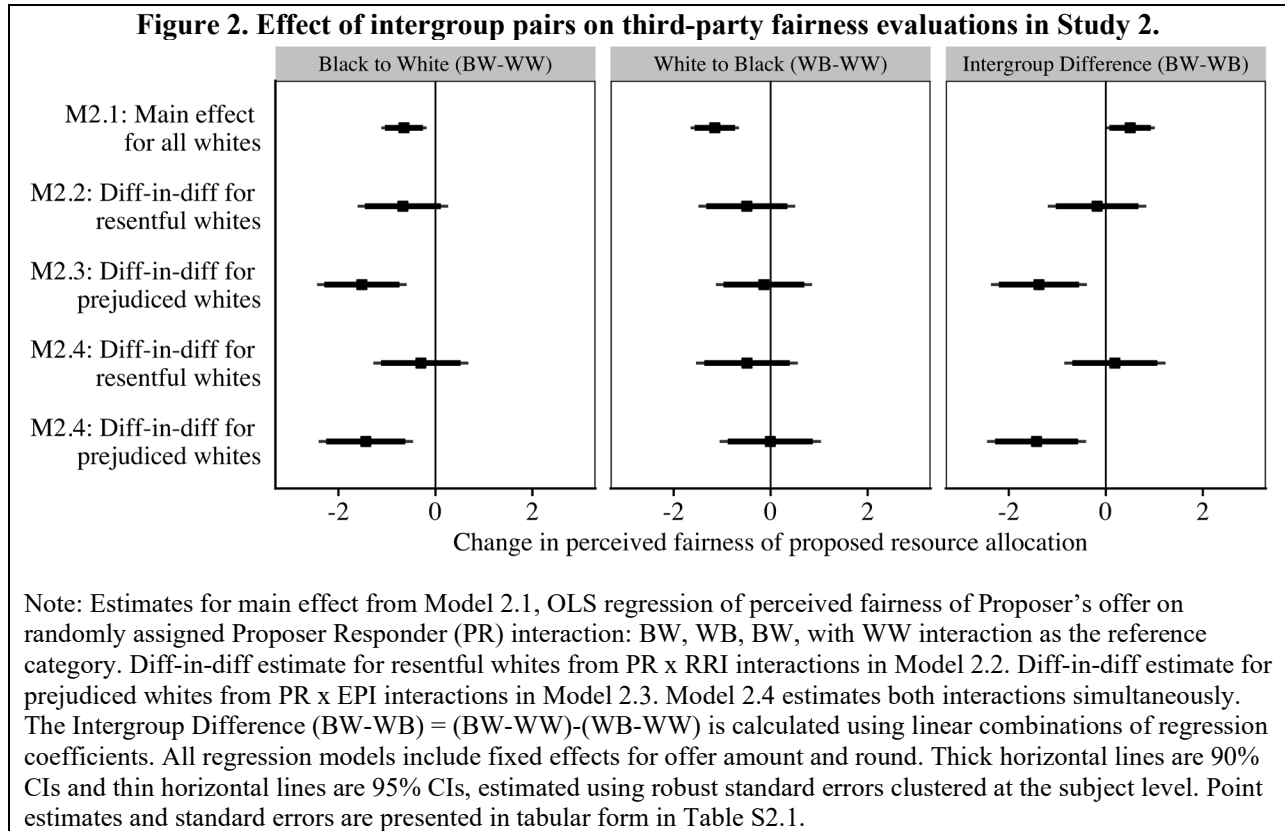 Figure 2. Effect of intergroup pairs on third-party fairness evaluations in Study 2.
Black to White (BW-WW)
White to Black (WB-WW)
Intergroup Difference (BW-WB)
M2.1: Main effect
for all whites
M2.2: Diff-in-diff for
resentful whites
M2.3: Diff-in-diff for
prejudiced whites
M2.4: Diff-in-diff for
resentful whites
M2.4: Diff-in-diff for
prejudiced whites
-2 0 2
-2 0 2
-2 0 2
Change in perceived fairness of proposed resource allocation
Note: Estimates for main effect from Model 2.1, OLS regression of perceived fairness of Proposer's offer on
randomly assigned Proposer Responder (PR) interaction: BW, WB, BW, with WW interaction as the reference
category. Diff-in-diff estimate for resentful whites from PR x RRI interactions in Model 2.2. Diff-in-diff estimate for
prejudiced whites from PR x EPI interactions in Model 2.3. Model 2.4 estimates both interactions simultaneously.
The Intergroup Difference (BW-WB) = (BW-WW)-(WB-WW) is calculated using linear combinations of regression
coefficients. All regression models include fixed effects for offer amount and round. Thick horizontal lines are 90%
CIs and thin horizontal lines are 95% CIs, estimated using robust standard errors clustered at the subject level. Point
estimates and standard errors are presented in tabular form in Table S2.1.